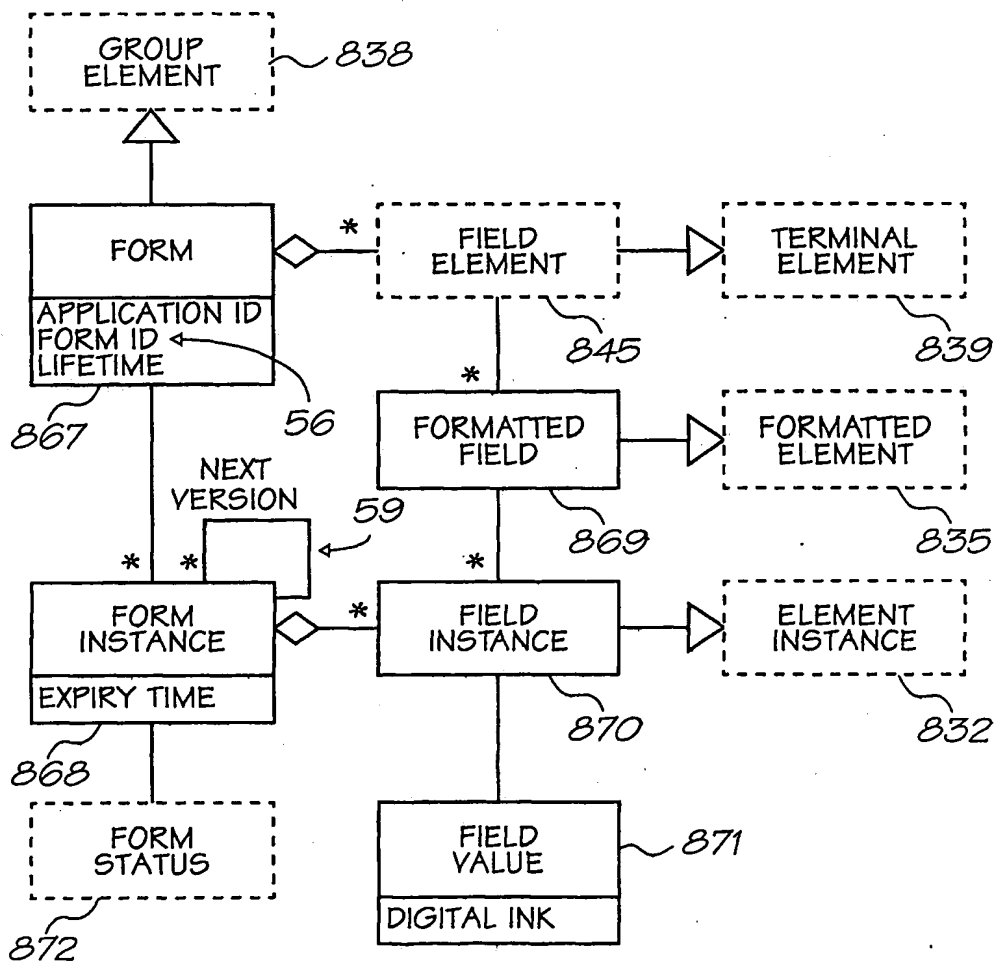 GROUP
ELEMENT
838
FORM
APPLICATION ID
FORM ID
LIFETIME
867
56
*
FIELD
ELEMENT
845
TERMINAL
ELEMENT
839
*
FORMATTED
FIELD
869
FORMATTED
ELEMENT
835
NEXT
VERSION
59
* *
FORM
INSTANCE
EXPIRY TIME
868
*
*
FIELD
INSTANCE
870
ELEMENT
INSTANCE
832
FORM
STATUS
872
FIELD
VALUE
DIGITAL INK
871